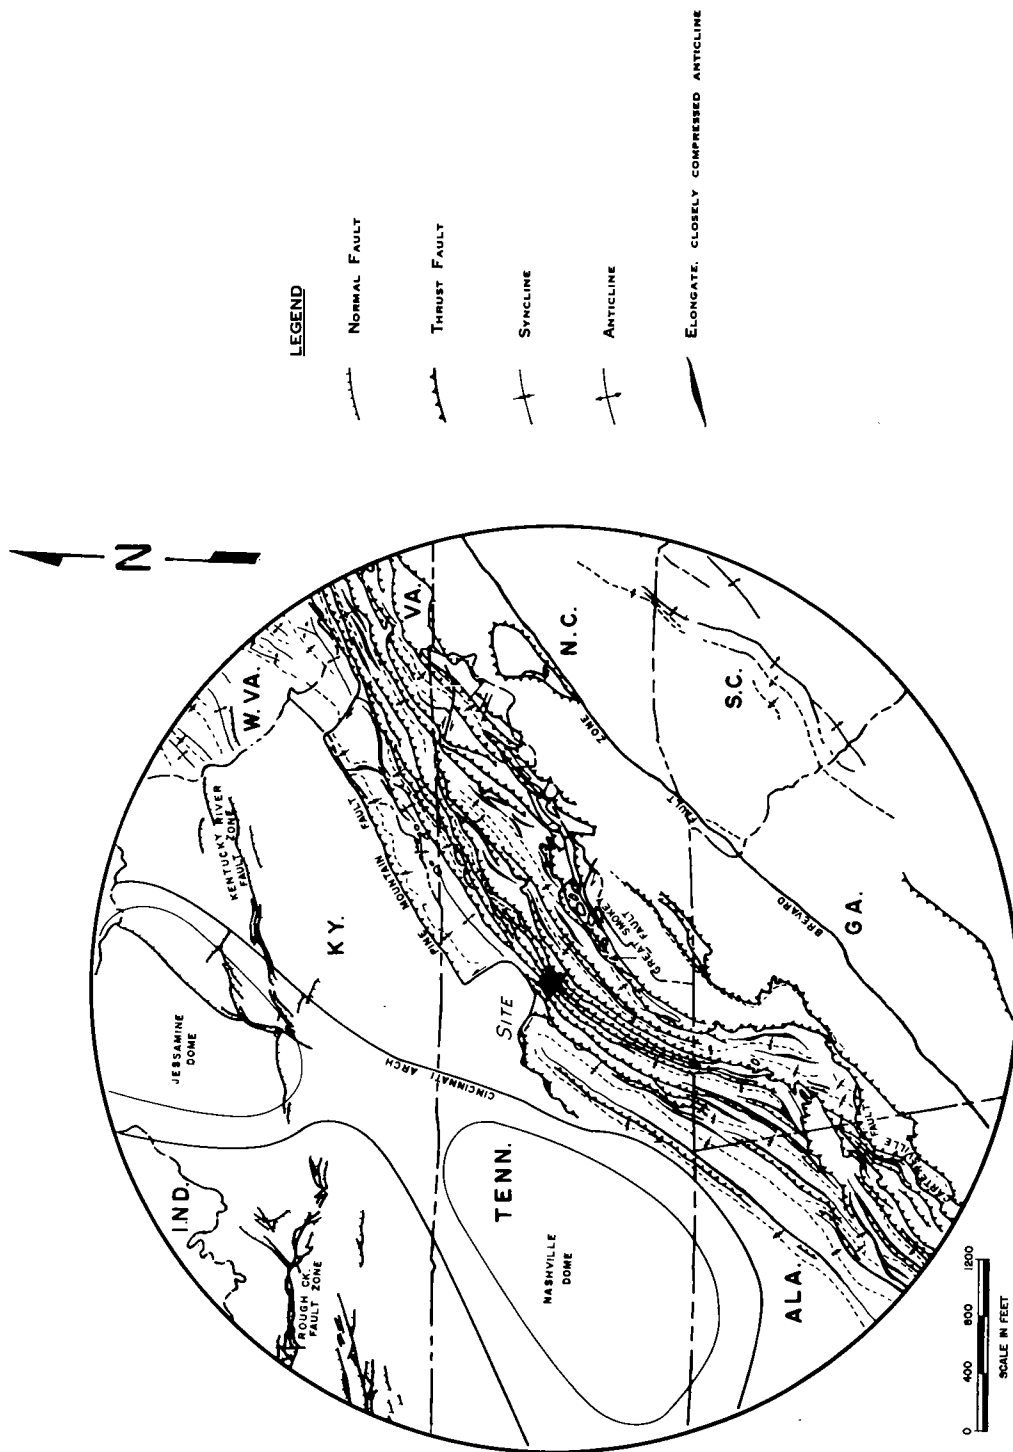 N
LEGEND
NORMAL FAULT
THRUST FAULT
SYNCLINE
ANTICLINE
ELONGATE, CLOSELY COMPRESSED ANTICLINE
IND.
JESSAMINE
DOME
KENTUCKY RIVER
FAULT ZONE
W. VA.
ROUGH CK.
FAULT ZONE
KY.
PINE MOUNTAIN FAULT
VA.
CINCINNATI ARCH
SITE
TENN.
NASHVILLE
DOME
N.C.
GREAT SMOKY
FAULT
BREVARD FAULT ZONE
S.C.
ALA.
GA.
CARTERSVILLE
FAULT
0 400 800 1200
SCALE IN FEET